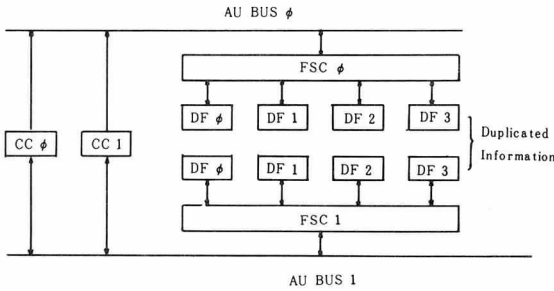 AU BUS ϕ
FSC ϕ
DF ϕ DF 1 DF 2 DF 3
CC ϕ CC 1
Duplicated
Information
DF ϕ DF 1 DF 2 DF 3
FSC 1
AU BUS 1